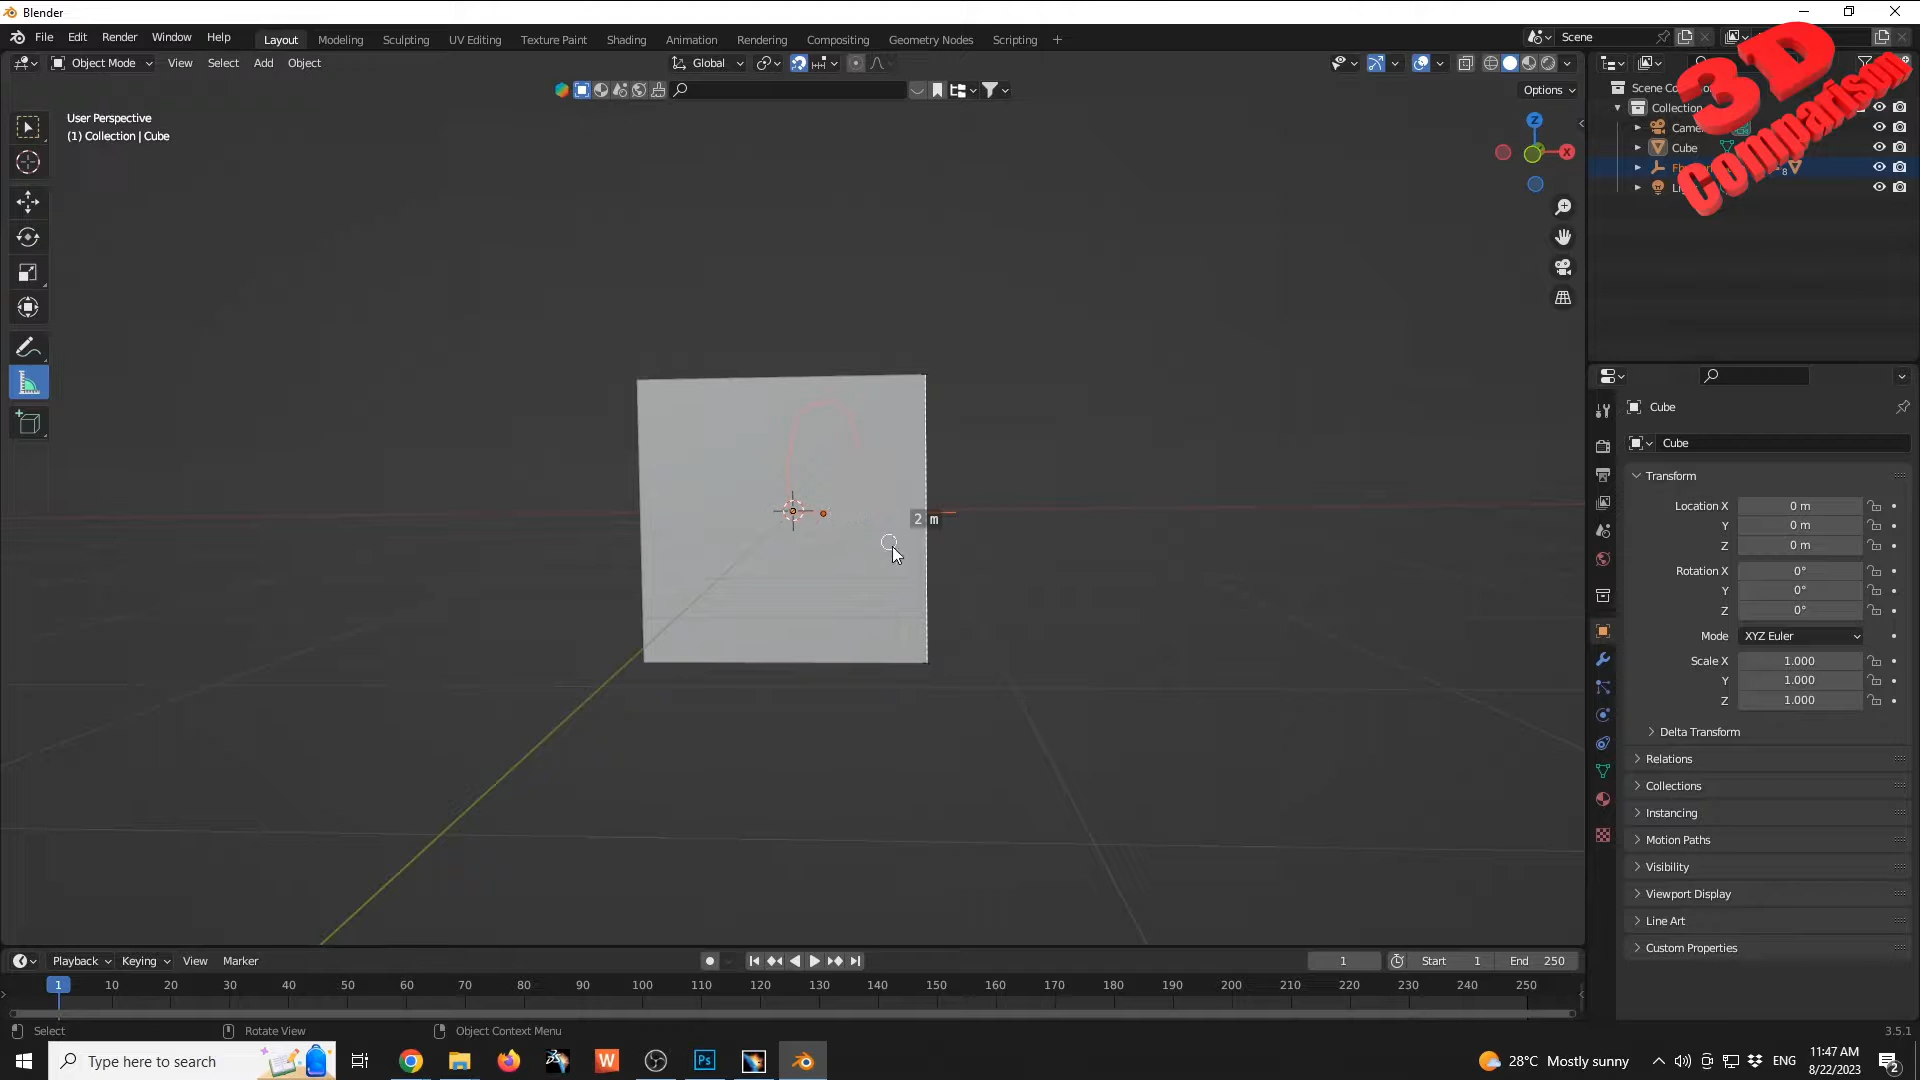 Blender
File Edit Render Window Help
Layout Modeling Sculpting UV Editing Texture Paint Shading Animation Rendering Compositing Geometry Nodes Scripting +
Scene
Object Mode View Select Add Object
Global
Options
User Perspective
(1) Collection | Cube
Z
X
3D
Comparison
Collection
Cube
8
2 m
Cube
Cube
Transform
Location X 0 m
Y 0 m
Z 0 m
Rotation X 0°
Y 0°
Z 0°
Mode XYZ Euler
Scale X 1.000
Y 1.000
Z 1.000
Delta Transform
Relations
Collections
Instancing
Motion Paths
Visibility
Viewport Display
Line Art
Custom Properties
Playback Keying View Marker
1 Start 1 End 250
1 10 20 30 40 50 60 70 80 90 100 110 120 130 140 150 160 170 180 190 200 210 220 230 240 250
Select Rotate View Object Context Menu
3.5.1
Type here to search
W
Ps
28°C Mostly sunny
ENG
11:47 AM
8/22/2023
2